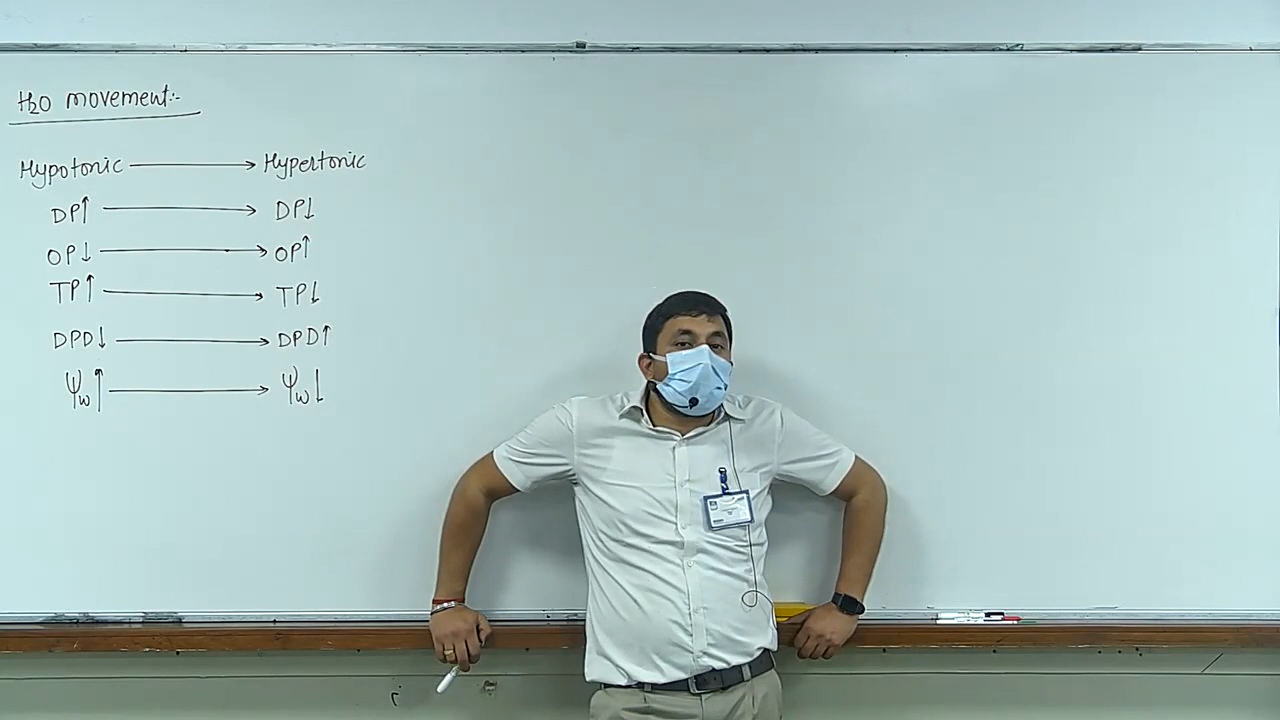 H2O movement:-
Hypotonic → Hypertonic
DP↑ → DP↓
OP↓ → OP↑
TP↑ → TP↓
DPD↓ → DPD↑
Ψw↑ → Ψw↓